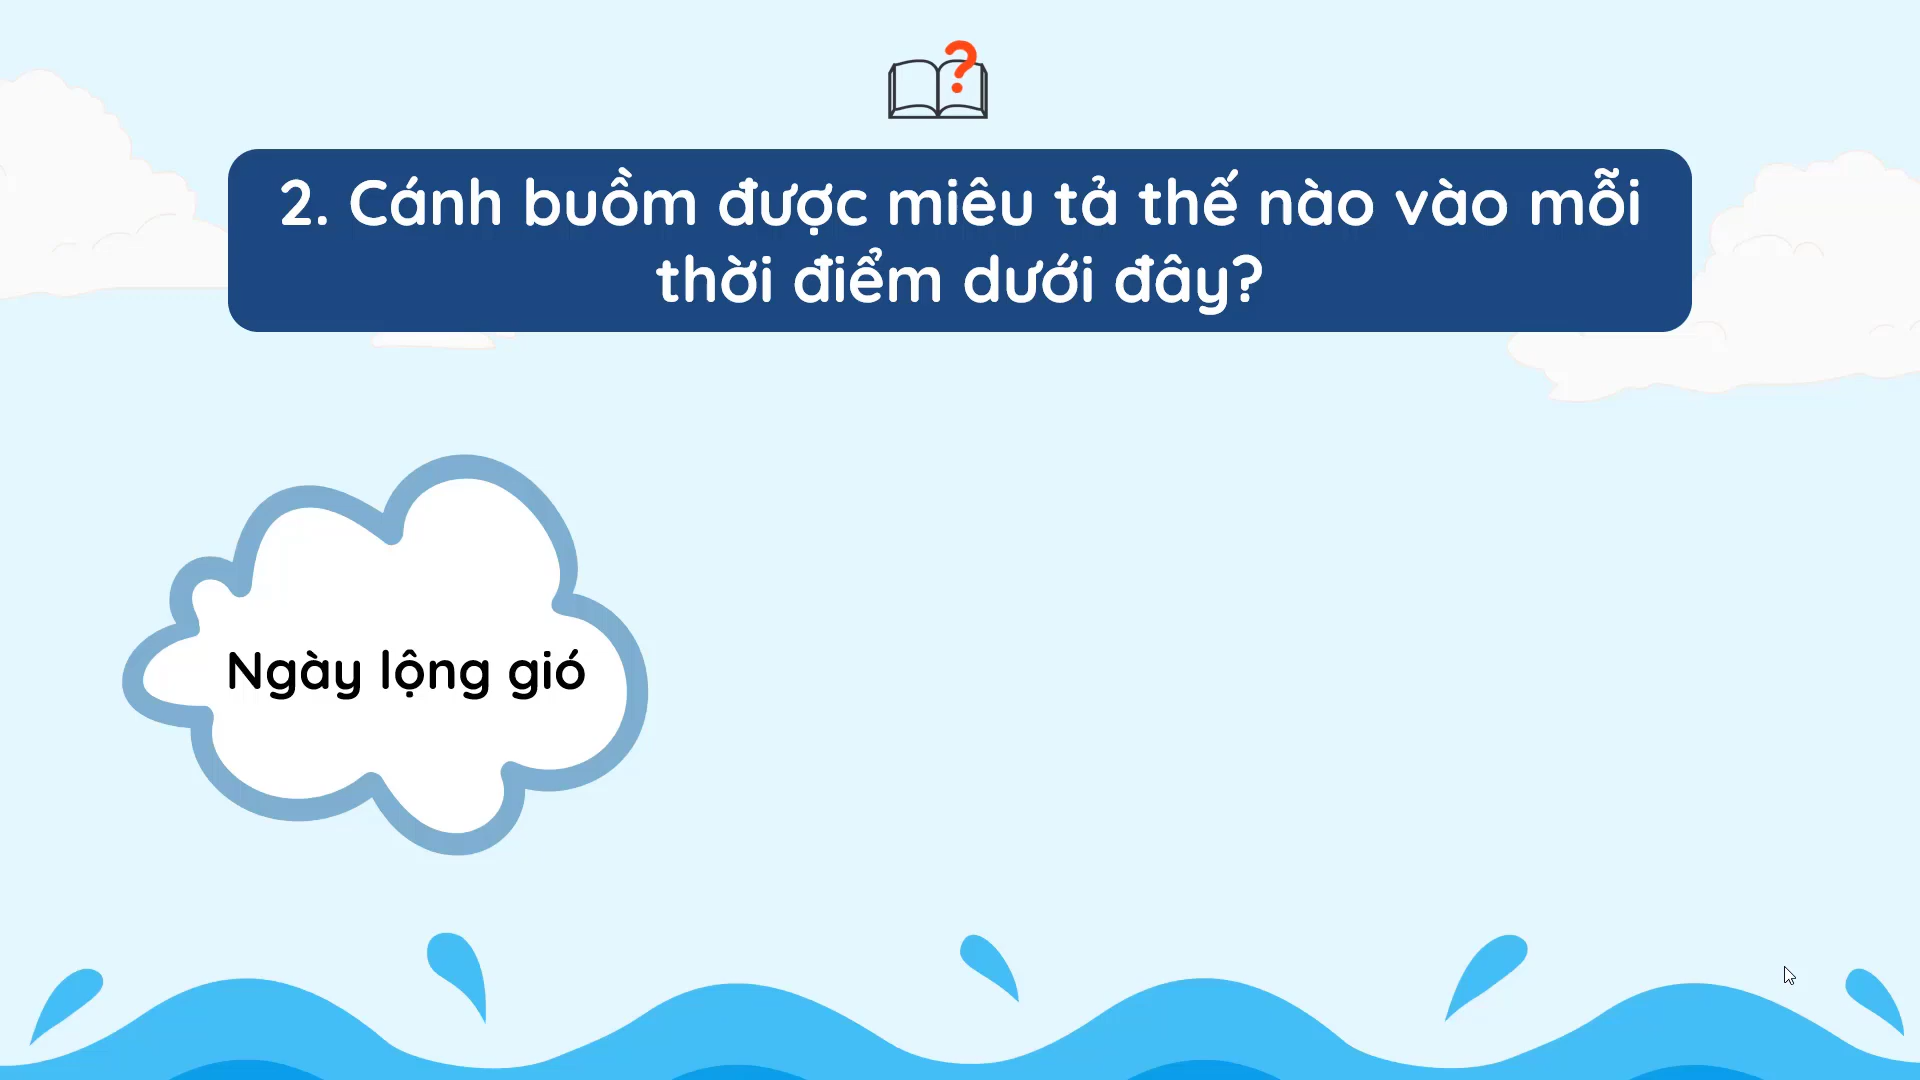 ?
2. Cánh buồm được miêu tả thế nào vào mỗi
thời điểm dưới đây?
Ngày lộng gió